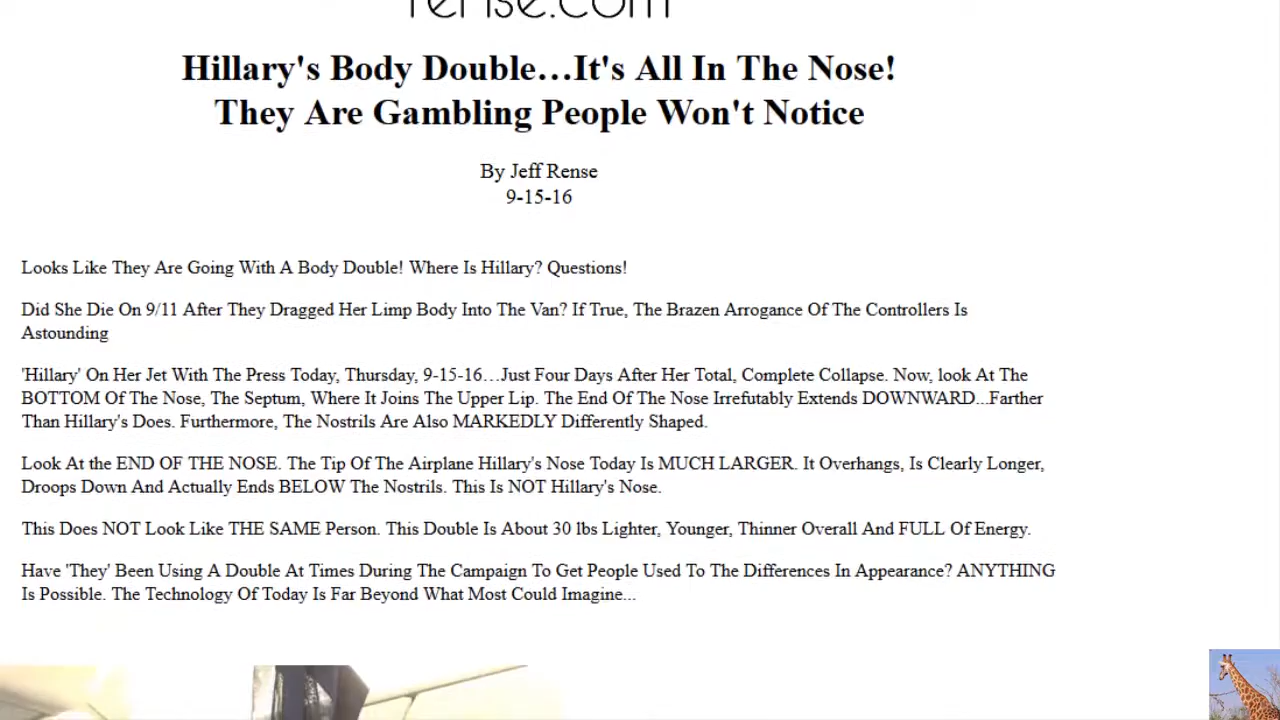 rense.com
Hillary's Body Double...It's All In The Nose!
They Are Gambling People Won't Notice
By Jeff Rense
9-15-16
Looks Like They Are Going With A Body Double! Where Is Hillary? Questions!
Did She Die On 9/11 After They Dragged Her Limp Body Into The Van? If True, The Brazen Arrogance Of The Controllers Is
Astounding
'Hillary' On Her Jet With The Press Today, Thursday, 9-15-16...Just Four Days After Her Total, Complete Collapse. Now, look At The
BOTTOM Of The Nose, The Septum, Where It Joins The Upper Lip. The End Of The Nose Irrefutably Extends DOWNWARD...Farther
Than Hillary's Does. Furthermore, The Nostrils Are Also MARKEDLY Differently Shaped.
Look At the END OF THE NOSE. The Tip Of The Airplane Hillary's Nose Today Is MUCH LARGER. It Overhangs, Is Clearly Longer,
Droops Down And Actually Ends BELOW The Nostrils. This Is NOT Hillary's Nose.
This Does NOT Look Like THE SAME Person. This Double Is About 30 lbs Lighter, Younger, Thinner Overall And FULL Of Energy.
Have 'They' Been Using A Double At Times During The Campaign To Get People Used To The Differences In Appearance? ANYTHING
Is Possible. The Technology Of Today Is Far Beyond What Most Could Imagine...